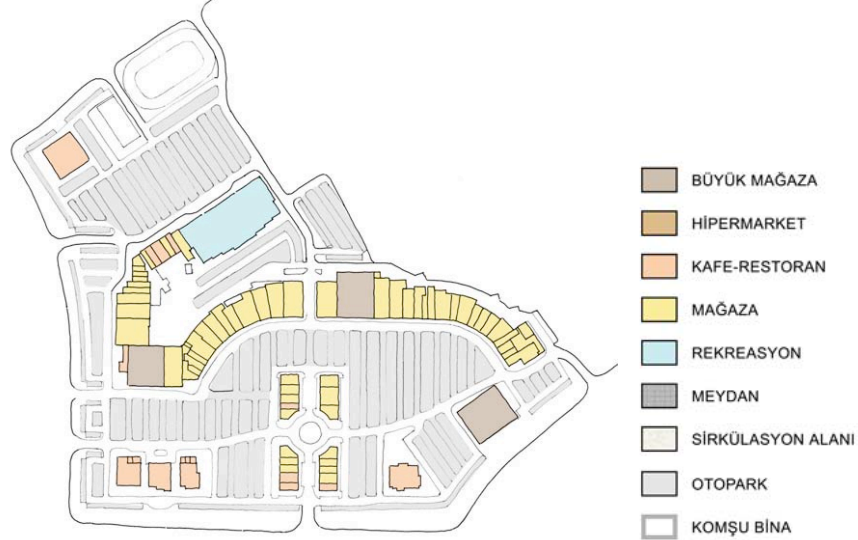 BÜYÜK MAĞAZA
HİPERMARKET
KAFE-RESTORAN
MAĞAZA
REKREASYON
MEYDAN
SİRKÜLASYON ALANI
OTOPARK
KOMŞU BİNA